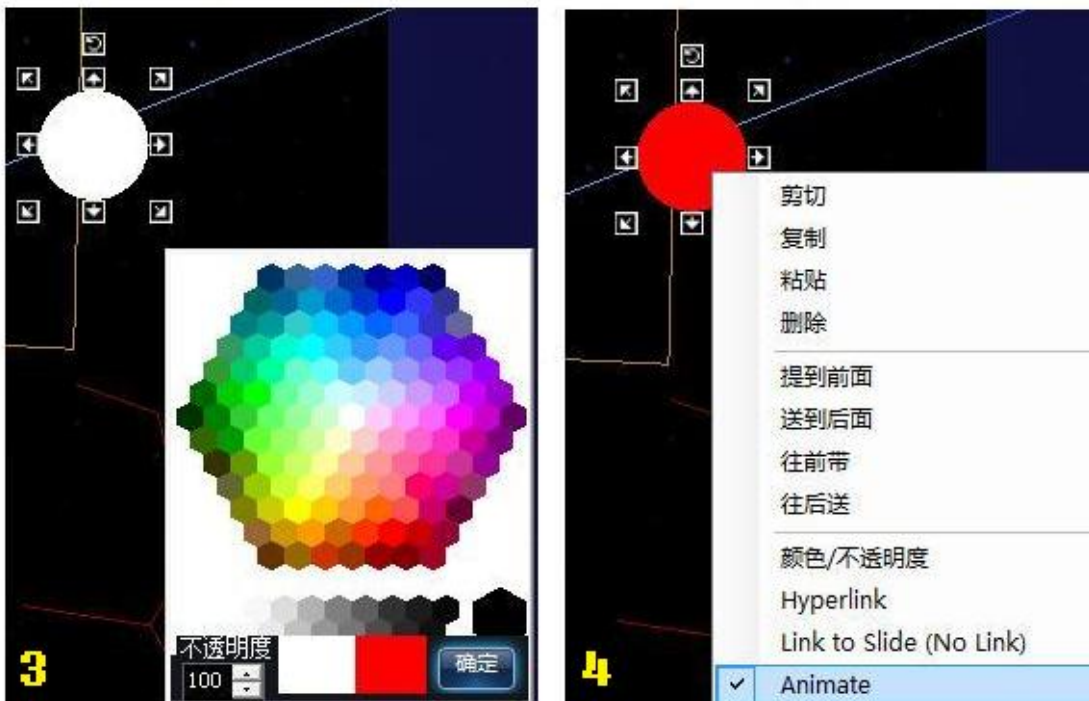 不透明度
100
确定
3
剪切
复制
粘贴
删除
提到前面
送到后面
往前带
往后送
颜色/不透明度
Hyperlink
Link to Slide (No Link)
Animate
4